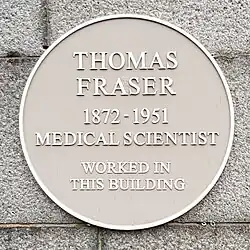 THOMAS
FRASER
1872 - 1951
MEDICAL SCIENTIST
WORKED IN
THIS BUILDING